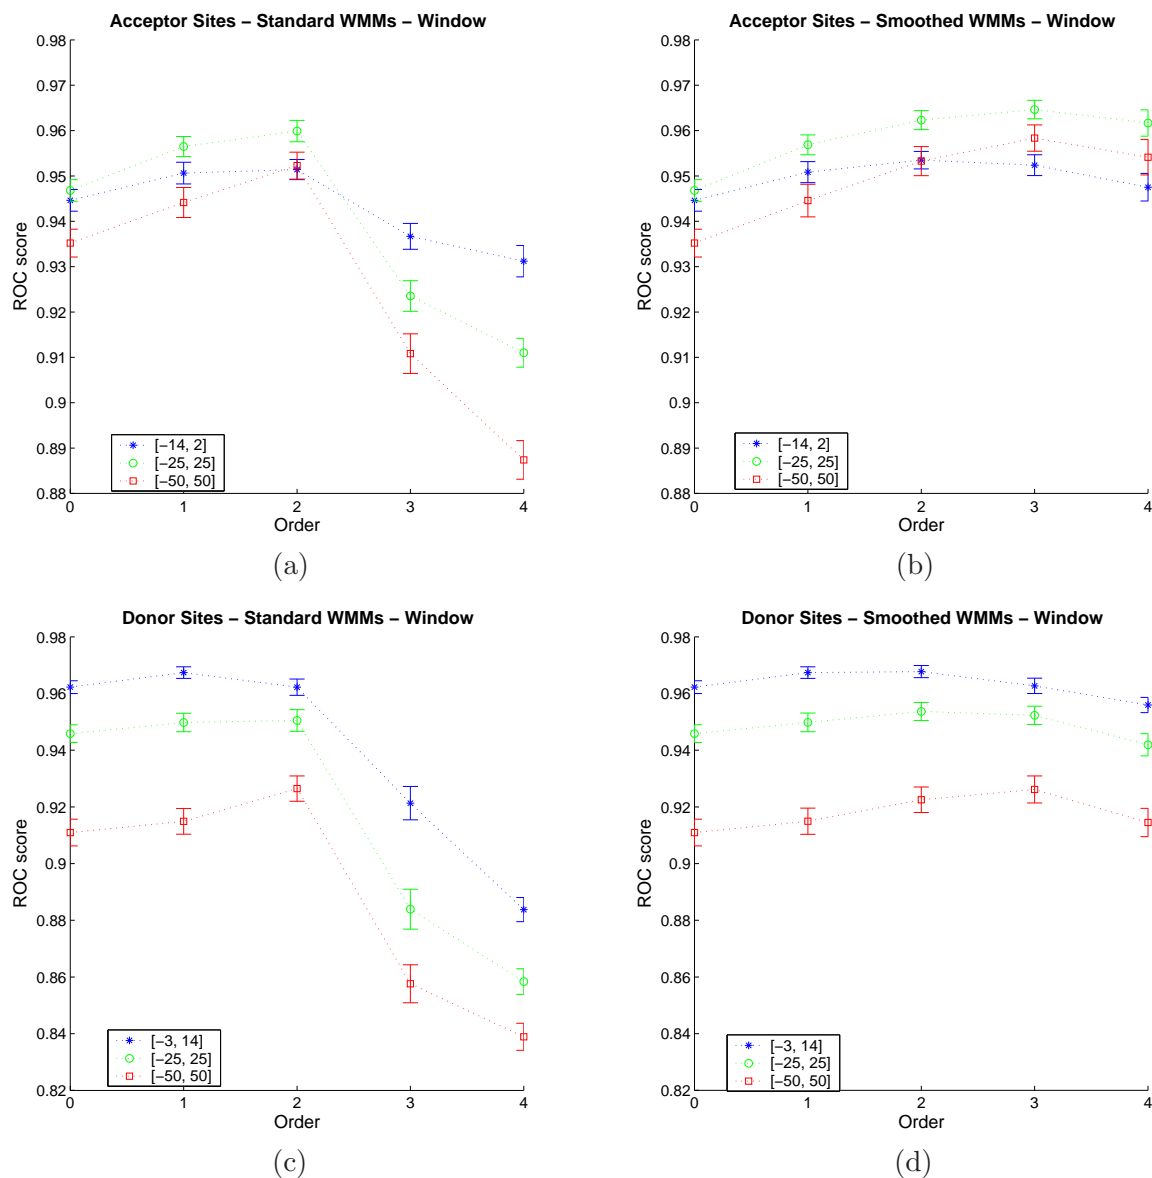 Acceptor Sites − Standard WMMs − Window
0.98
0.97
0.96
0.95
0.94
0.93
0.92
0.91
0.9
0.89
0.88
ROC score
[−14, 2]
[−25, 25]
[−50, 50]
0 1 2 3 4
Order
(a)
Acceptor Sites − Smoothed WMMs − Window
0.98
0.97
0.96
0.95
0.94
0.93
0.92
0.91
0.9
0.89
0.88
ROC score
[−14, 2]
[−25, 25]
[−50, 50]
0 1 2 3 4
Order
(b)
Donor Sites − Standard WMMs − Window
0.98
0.96
0.94
0.92
0.9
0.88
0.86
0.84
0.82
ROC score
[−3, 14]
[−25, 25]
[−50, 50]
0 1 2 3 4
Order
(c)
Donor Sites − Smoothed WMMs − Window
0.98
0.96
0.94
0.92
0.9
0.88
0.86
0.84
0.82
ROC score
[−3, 14]
[−25, 25]
[−50, 50]
0 1 2 3 4
Order
(d)